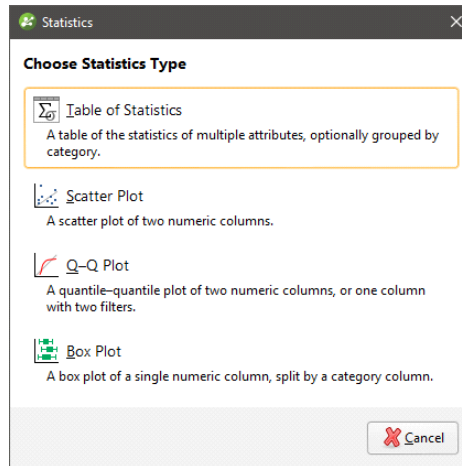 Statistics
Choose Statistics Type
Table of Statistics
A table of the statistics of multiple attributes, optionally grouped by
category.
Scatter Plot
A scatter plot of two numeric columns.
Q–Q Plot
A quantile–quantile plot of two numeric columns, or one column
with two filters.
Box Plot
A box plot of a single numeric column, split by a category column.
Cancel